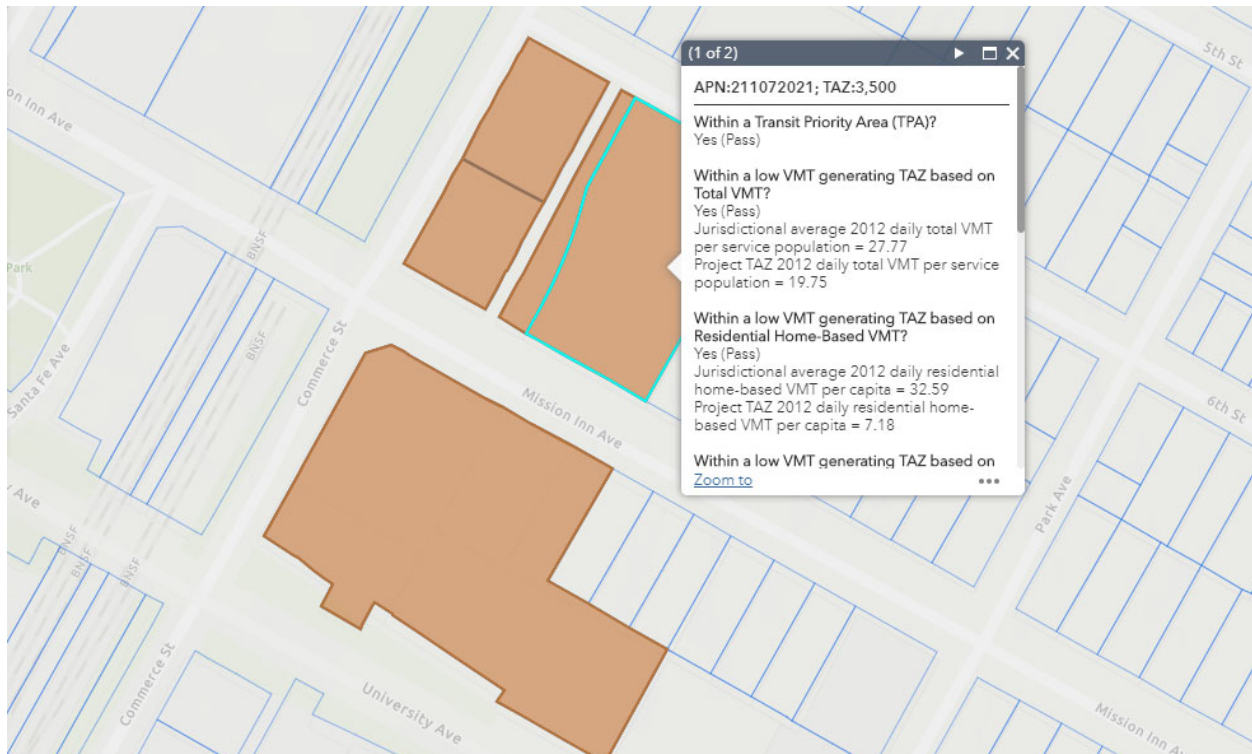 (1 of 2)
APN:211072021; TAZ:3,500
Within a Transit Priority Area (TPA)?
Yes (Pass)
Within a low VMT generating TAZ based on
Total VMT?
Yes (Pass)
Jurisdictional average 2012 daily total VMT
per service population = 27.77
Project TAZ 2012 daily total VMT per service
population = 19.75
Within a low VMT generating TAZ based on
Residential Home-Based VMT?
Yes (Pass)
Jurisdictional average 2012 daily residential
home-based VMT per capita = 32.59
Project TAZ 2012 daily residential home-
based VMT per capita = 7.18
Within a low VMT generating TAZ based on
Zoom to
5th St
on Inn Ave
BNSF
Park
BNSF
Commerce St
Santa Fe Ave
Mission Inn Ave
6th St
Park Ave
y Ave
BNSF
BNSF
BNSF
Commerce St
University Ave
Mission Inn Av